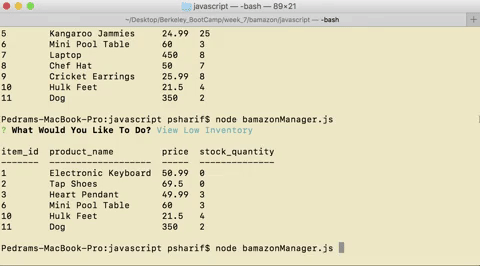 javascript — -bash — 89×21
~/Desktop/Berkeley_BootCamp/week_7/bamazon/javascript — -bash
5 Kangaroo Jammies 24.99 25
6 Mini Pool Table 60 3
7 Laptop 450 8
8 Chef Hat 50 7
9 Cricket Earrings 25.99 8
10 Hulk Feet 21.5 4
11 Dog 350 2
Pedrams-MacBook-Pro:javascript psharif$ node bamazonManager.js
? What Would You Like To Do? View Low Inventory
item_id product_name price stock_quantity
------- ------------------- ----- --------------
1 Electronic Keyboard 50.99 0
2 Tap Shoes 69.5 0
3 Heart Pendant 49.99 3
6 Mini Pool Table 60 3
10 Hulk Feet 21.5 4
11 Dog 350 2
Pedrams-MacBook-Pro:javascript psharif$ node bamazonManager.js